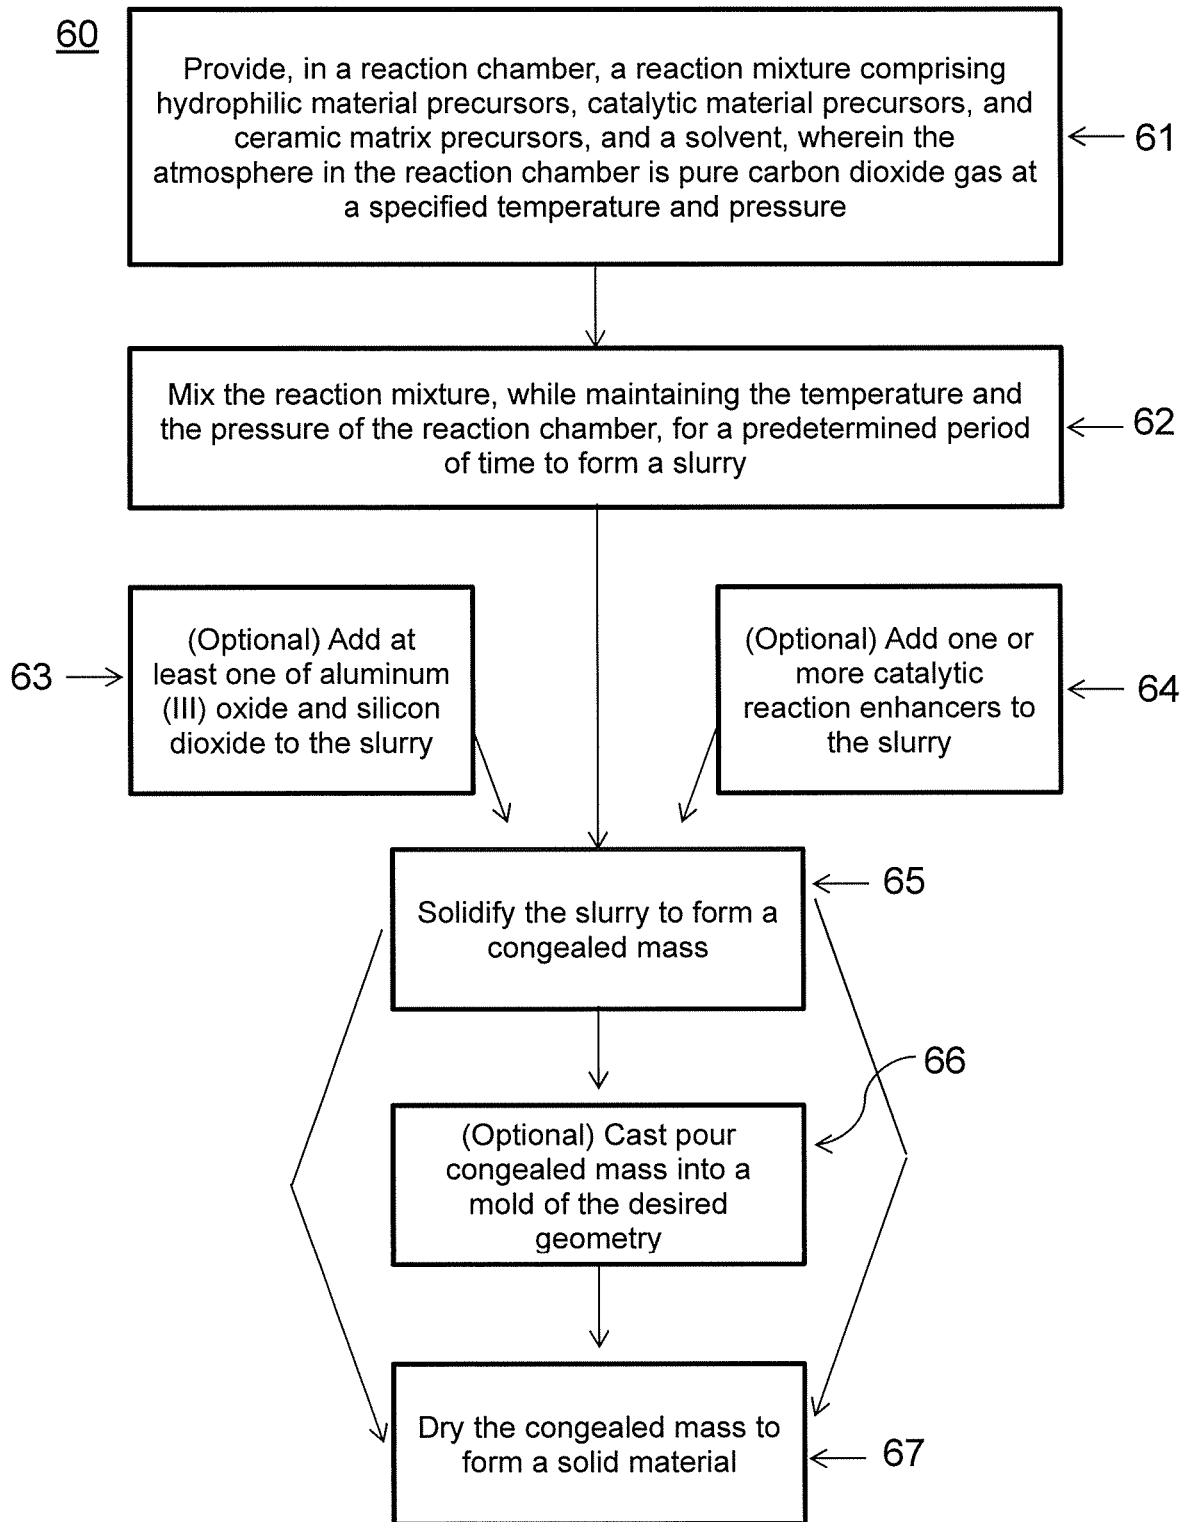 60
Provide, in a reaction chamber, a reaction mixture comprising
hydrophilic material precursors, catalytic material precursors, and
ceramic matrix precursors, and a solvent, wherein the
atmosphere in the reaction chamber is pure carbon dioxide gas at
a specified temperature and pressure
61
Mix the reaction mixture, while maintaining the temperature and
the pressure of the reaction chamber, for a predetermined period
of time to form a slurry
62
63
(Optional) Add at
least one of aluminum
(III) oxide and silicon
dioxide to the slurry
(Optional) Add one or
more catalytic
reaction enhancers to
the slurry
64
Solidify the slurry to form a
congealed mass
65
66
(Optional) Cast pour
congealed mass into a
mold of the desired
geometry
Dry the congealed mass to
form a solid material
67